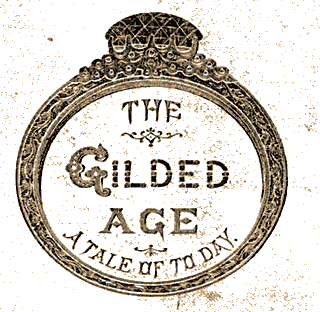 THE
GILDED
AGE
A TALE OF TO DAY.